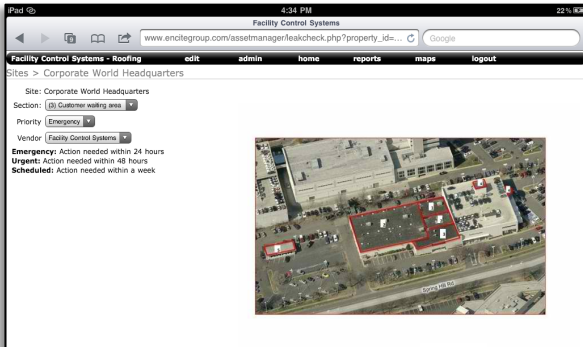 iPad
4:34 PM
22%
Facility Control Systems
www.encitegroup.com/assetmanager/leakcheck.php?property_id=...
Google
Facility Control Systems - Roofing edit admin home reports maps logout
Sites > Corporate World Headquarters
Site: Corporate World Headquarters
Section: (3) Customer waiting area
Priority Emergency
Vendor Facility Control Systems
Emergency: Action needed within 24 hours
Urgent: Action needed within 48 hours
Scheduled: Action needed within a week
Spring Hill Rd